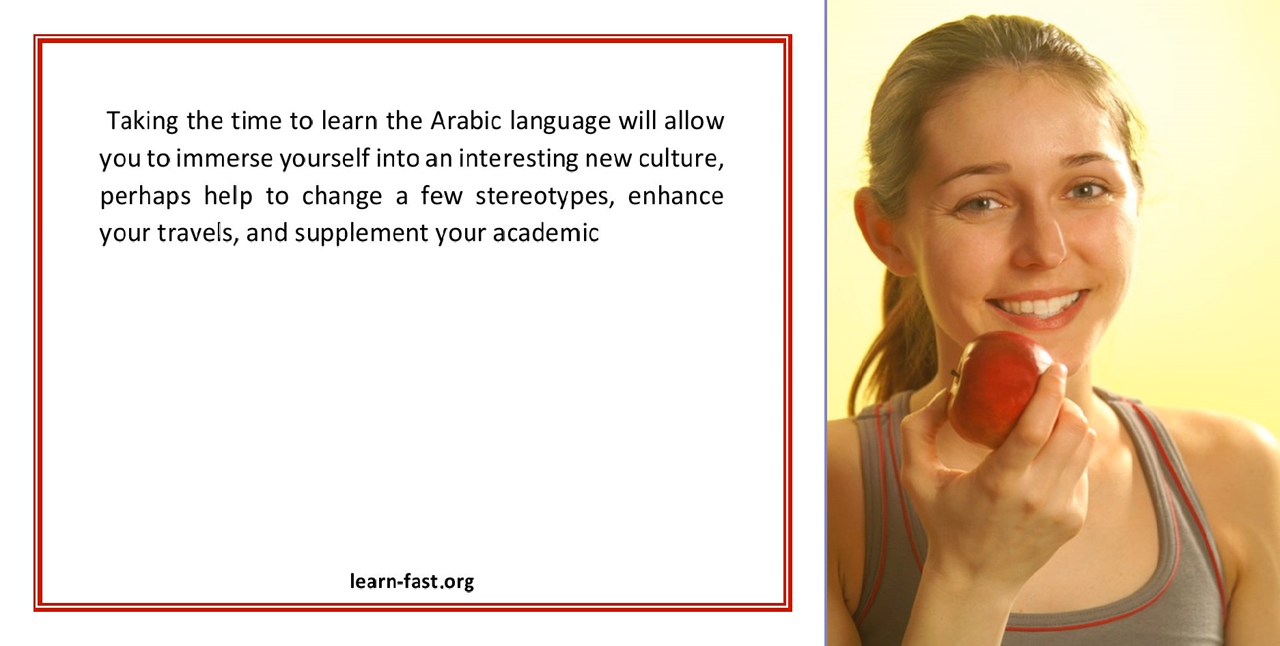 Taking the time to learn the Arabic language will allow
you to immerse yourself into an interesting new culture,
perhaps help to change a few stereotypes, enhance
your travels, and supplement your academic
learn-fast.org